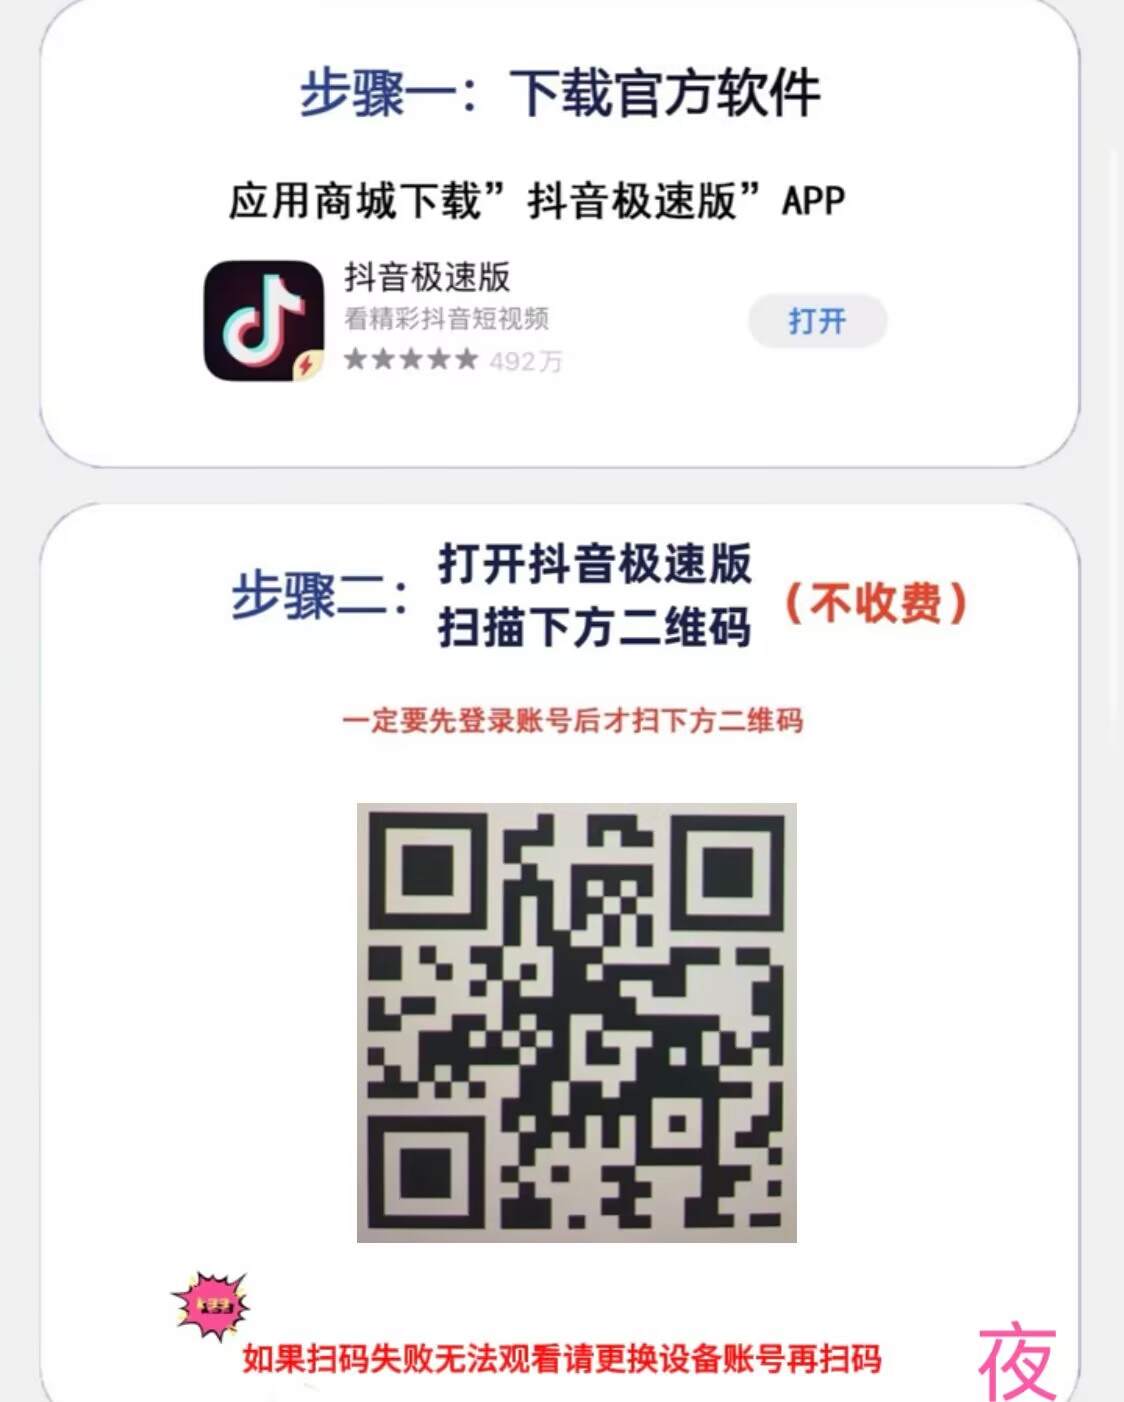 步骤一：下载官方软件
应用商城下载”抖音极速版”APP
抖音极速版
看精彩抖音短视频
★★★★★ 492万
打开
步骤二：
打开抖音极速版
扫描下方二维码
（不收费）
一定要先登录账号后才扫下方二维码
如果扫码失败无法观看请更换设备账号再扫码
夜